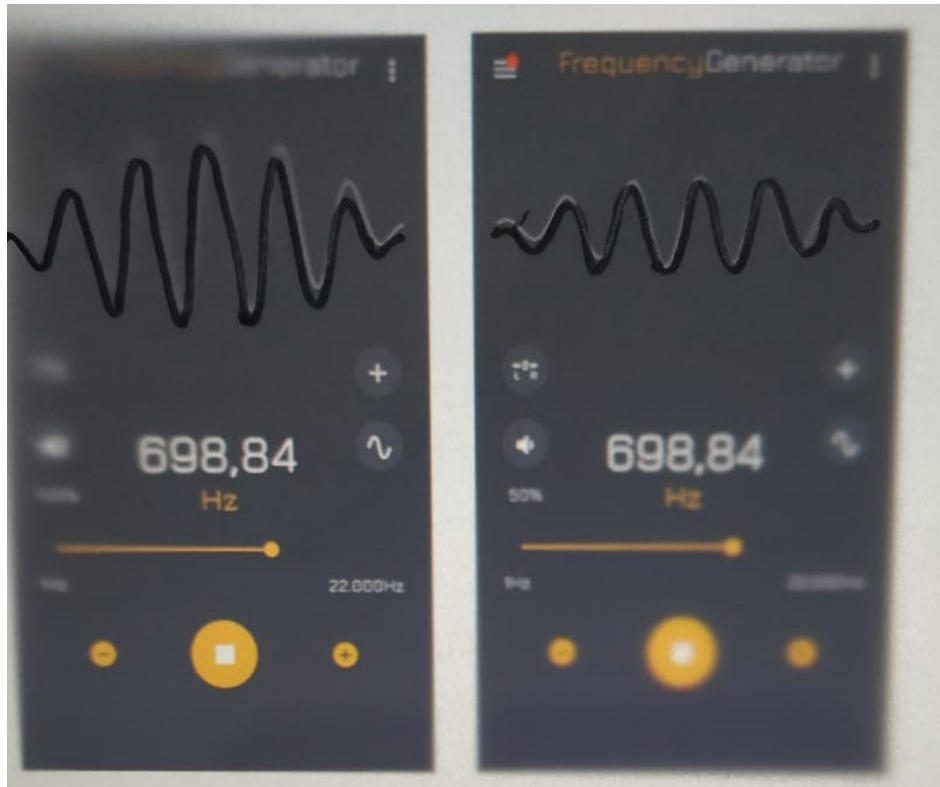 Generator
698,84
Hz
22.000Hz
FrequencyGenerator
L R
698,84
50%
Hz
1Hz